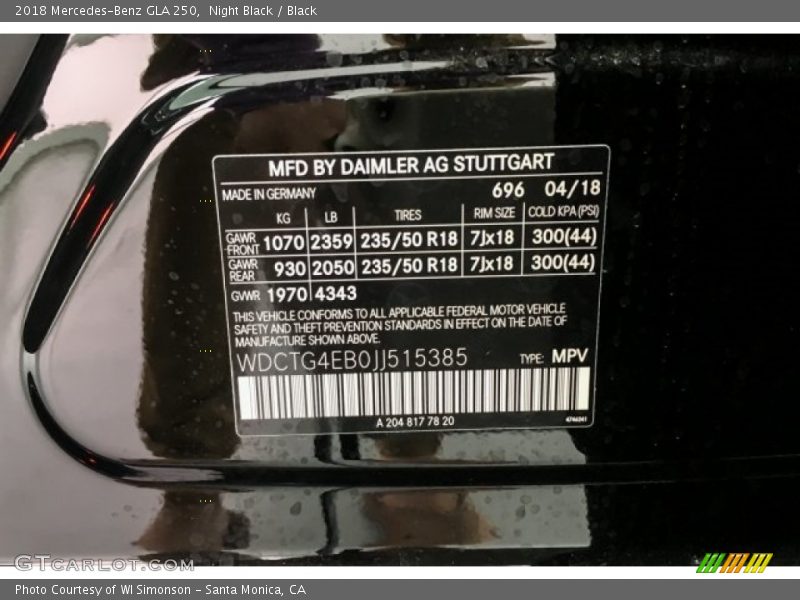 2018 Mercedes-Benz GLA 250,  Night Black / Black
MFD BY DAIMLER AG STUTTGART
MADE IN GERMANY 696 04/18
KG LB TIRES RIM SIZE COLD KPA (PSI)
GAWR FRONT 1070 2359 235/50 R18 7Jx18 300(44)
GAWR REAR 930 2050 235/50 R18 7Jx18 300(44)
GVWR 1970 4343
THIS VEHICLE CONFORMS TO ALL APPLICABLE FEDERAL MOTOR VEHICLE
SAFETY AND THEFT PREVENTION STANDARDS IN EFFECT ON THE DATE OF
MANUFACTURE SHOWN ABOVE.
WDCTG4EB0JJ515385 TYPE: MPV
A 204 817 78 20
GTCARLOT.COM
Photo Courtesy of WI Simonson - Santa Monica, CA